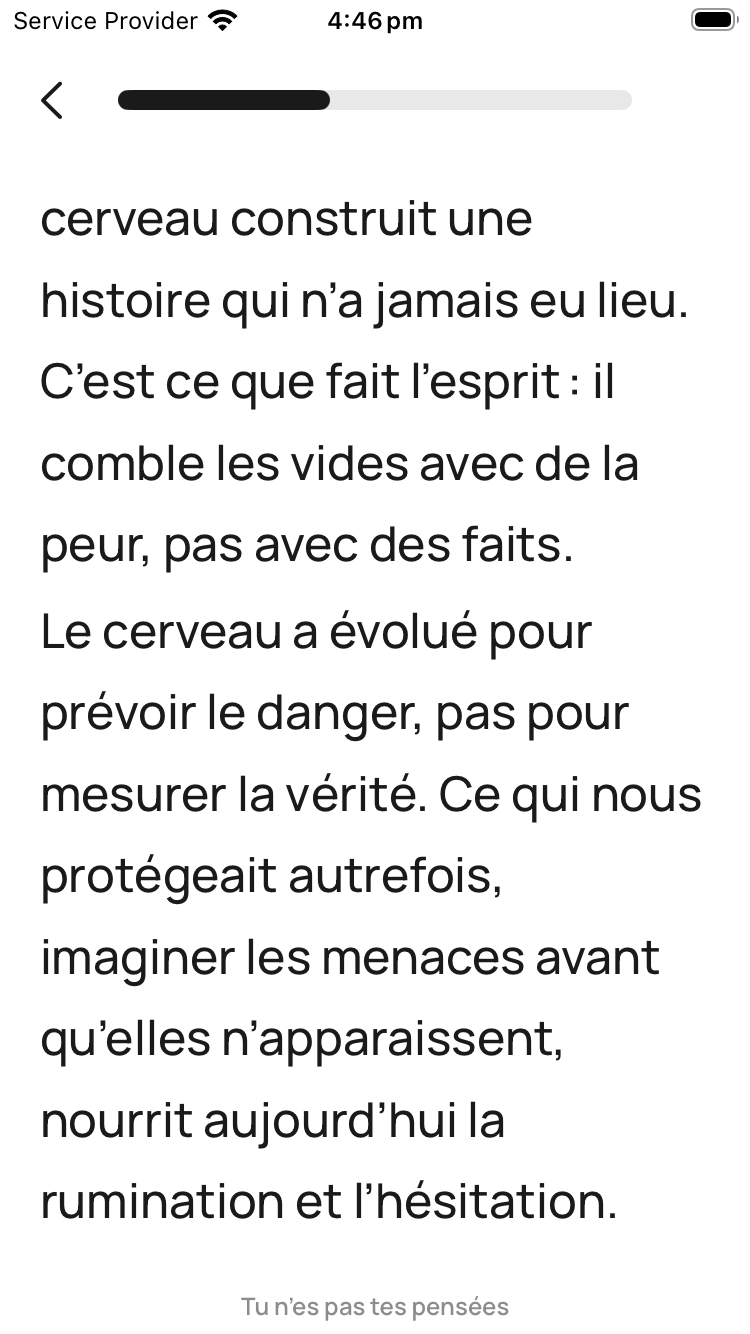 Service Provider 4:46 pm
cerveau construit une
histoire qui n’a jamais eu lieu.
C’est ce que fait l’esprit : il
comble les vides avec de la
peur, pas avec des faits.
Le cerveau a évolué pour
prévoir le danger, pas pour
mesurer la vérité. Ce qui nous
protégeait autrefois,
imaginer les menaces avant
qu’elles n’apparaissent,
nourrit aujourd’hui la
rumination et l’hésitation.
Tu n’es pas tes pensées